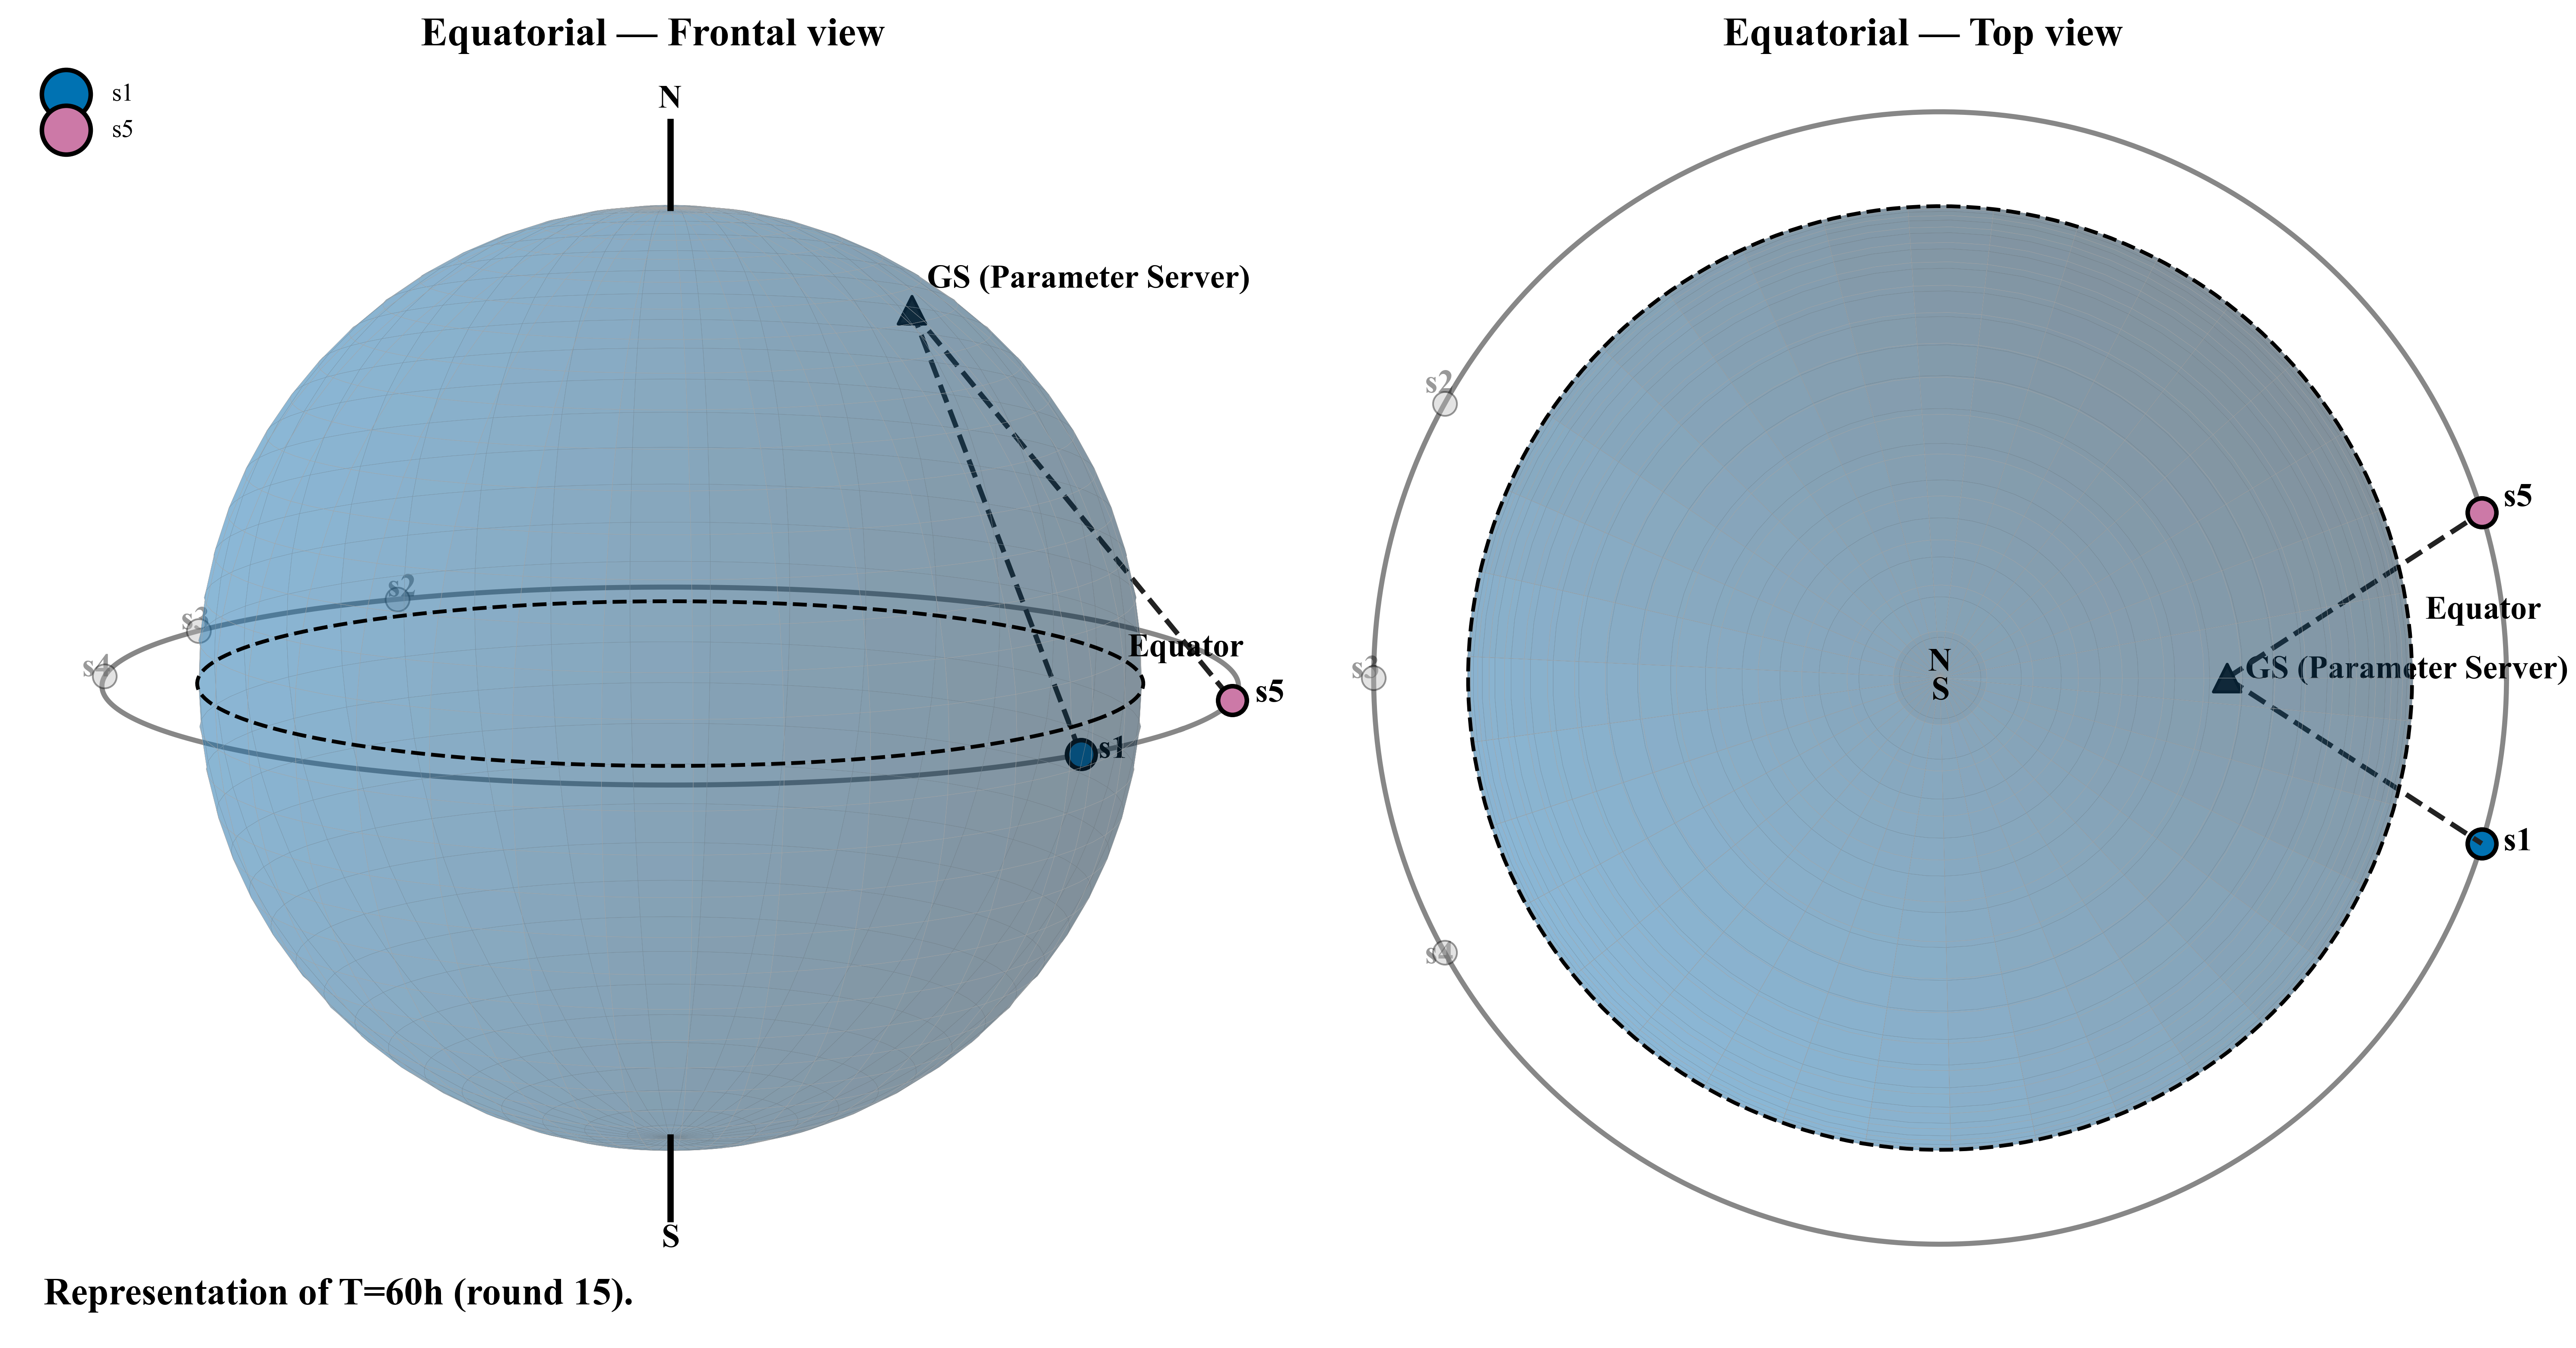 Equatorial — Frontal view
s1
s5
N
GS (Parameter Server)
s2
s3
s4
Equator
s5
s1
S
Representation of T=60h (round 15).
Equatorial — Top view
s2
s5
Equator
N
S
GS (Parameter Server)
s3
s1
s4